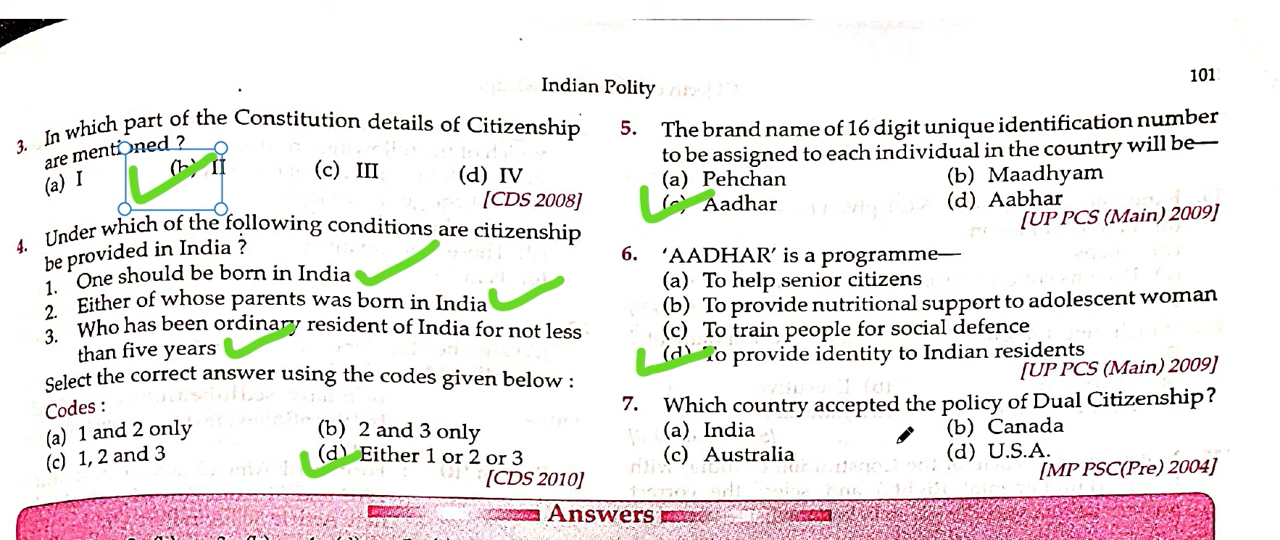 Indian Polity
101
3. In which part of the Constitution details of Citizenship
are mentioned ?
(a) I (b) II (c) III (d) IV
[CDS 2008]
4. Under which of the following conditions are citizenship
be provided in India ?
1. One should be born in India
2. Either of whose parents was born in India
3. Who has been ordinary resident of India for not less
than five years
Select the correct answer using the codes given below :
Codes :
(a) 1 and 2 only (b) 2 and 3 only
(c) 1, 2 and 3 (d) Either 1 or 2 or 3
[CDS 2010]
5. The brand name of 16 digit unique identification number
to be assigned to each individual in the country will be—
(a) Pehchan (b) Maadhyam
(c) Aadhar (d) Aabhar
[UP PCS (Main) 2009]
6. ‘AADHAR’ is a programme—
(a) To help senior citizens
(b) To provide nutritional support to adolescent woman
(c) To train people for social defence
(d) To provide identity to Indian residents
[UP PCS (Main) 2009]
7. Which country accepted the policy of Dual Citizenship?
(a) India (b) Canada
(c) Australia (d) U.S.A.
[MP PSC(Pre) 2004]
Answers